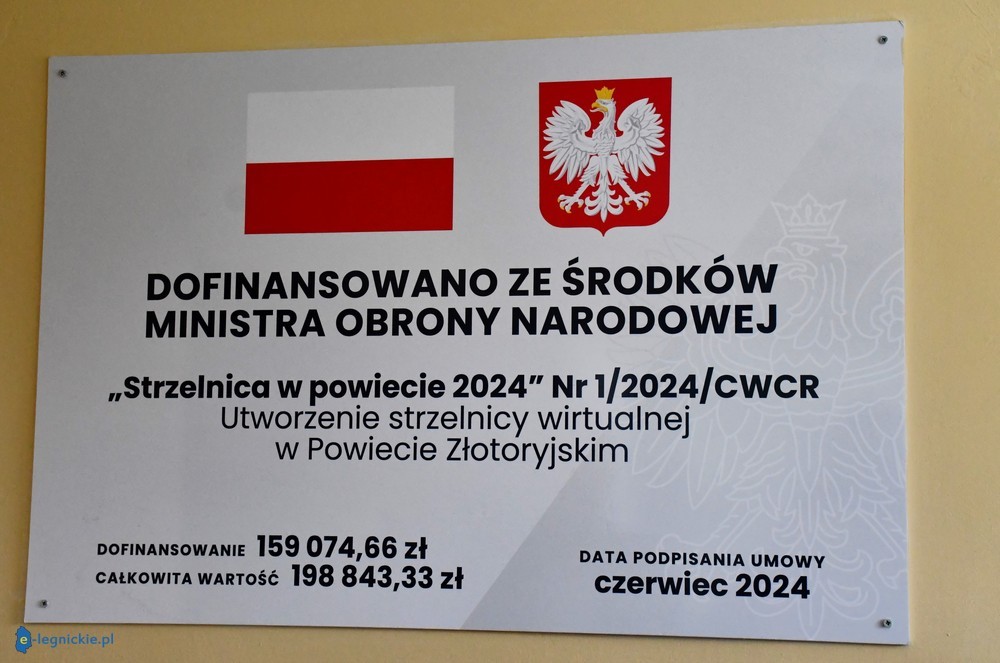 DOFINANSOWANO ZE ŚRODKÓW
MINISTRA OBRONY NARODOWEJ
„Strzelnica w powiecie 2024” Nr 1/2024/CWCR
Utworzenie strzelnicy wirtualnej
w Powiecie Złotoryjskim
DOFINANSOWANIE 159 074,66 zł
CAŁKOWITA WARTOŚĆ 198 843,33 zł
DATA PODPISANIA UMOWY
czerwiec 2024
e-legnickie.pl